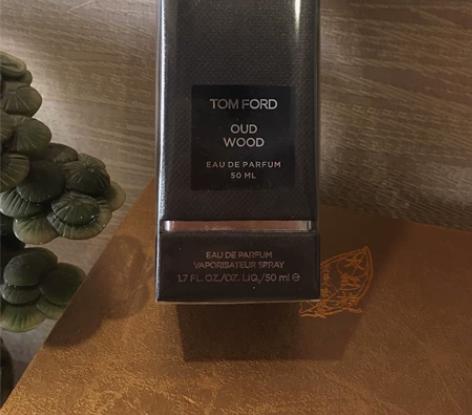 TOM FORD
OUD
WOOD
EAU DE PARFUM
50 ML
EAU DE PARFUM
VAPORISATEUR SPRAY
1.7 FL. OZ./OZ. LIQ./50 ml ℮